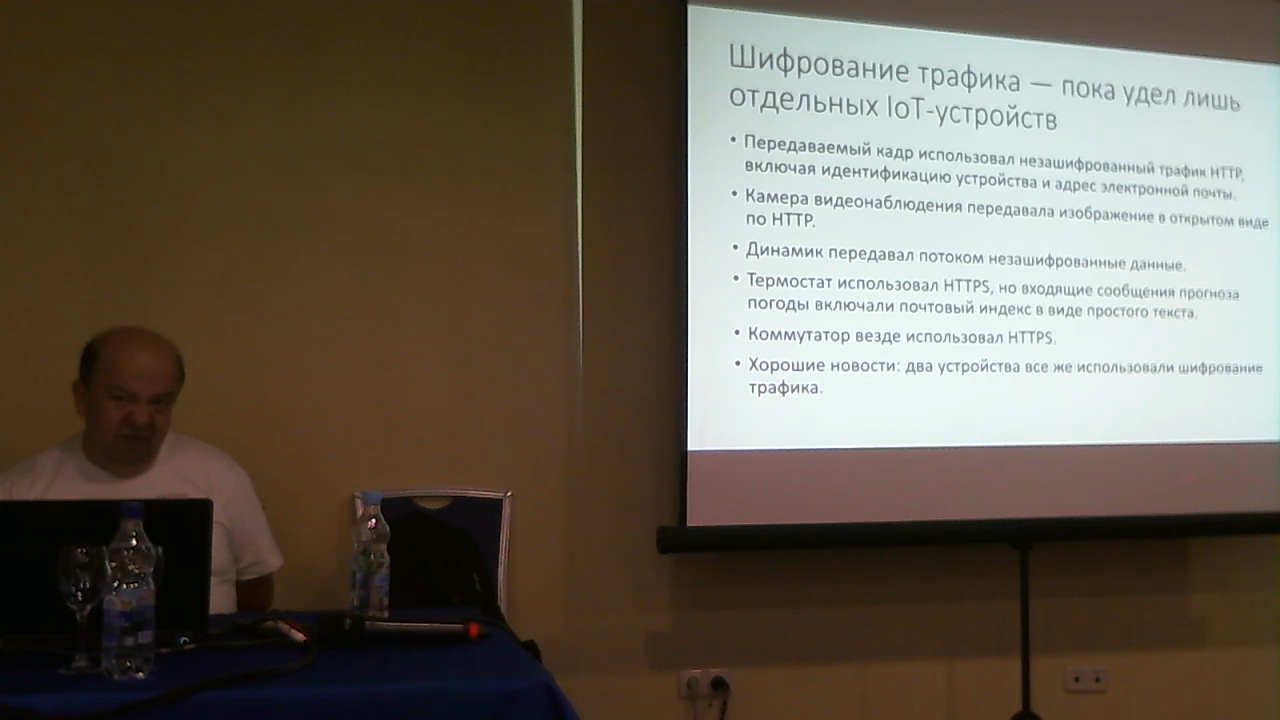 Шифрование трафика — пока удел лишь
отдельных IoT-устройств
• Передаваемый кадр использовал незашифрованный трафик HTTP,
включая идентификацию устройства и адрес электронной почты.
• Камера видеонаблюдения передавала изображение в открытом виде
по HTTP.
• Динамик передавал потоком незашифрованные данные.
• Термостат использовал HTTPS, но входящие сообщения прогноза
погоды включали почтовый индекс в виде простого текста.
• Коммутатор везде использовал HTTPS.
• Хорошие новости: два устройства все же использовали шифрование
трафика.